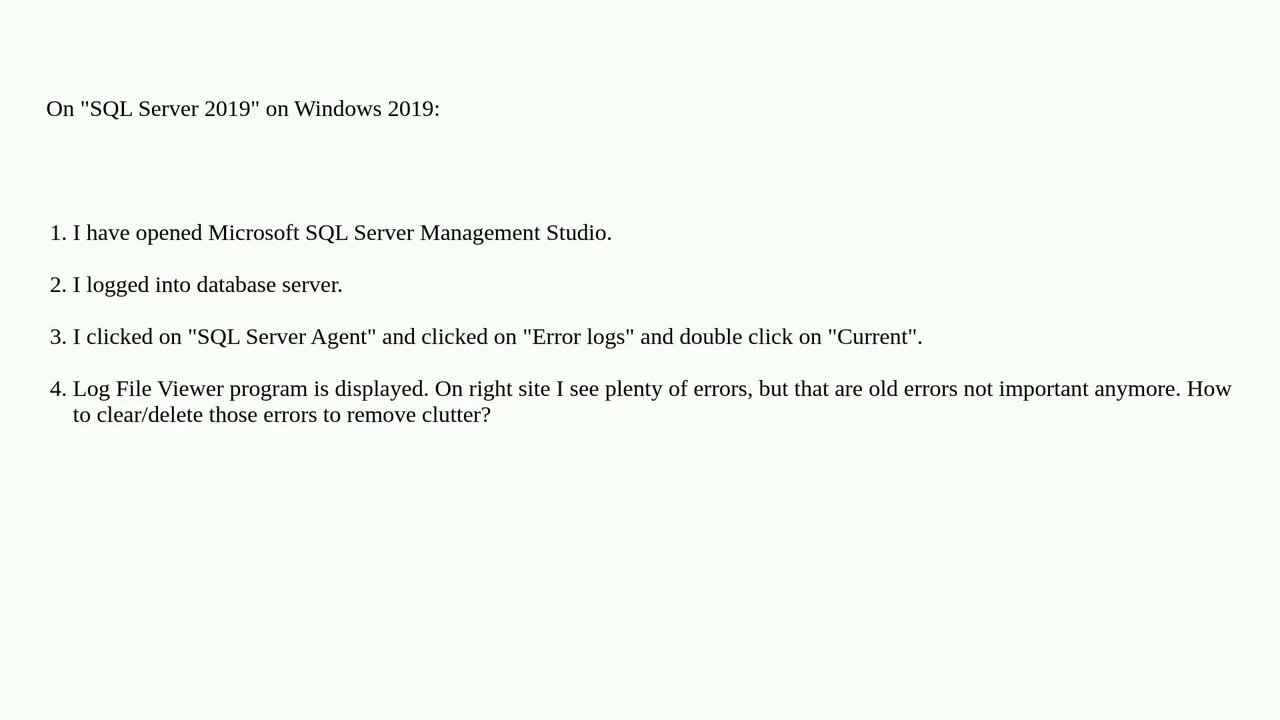 On "SQL Server 2019" on Windows 2019:
1. I have opened Microsoft SQL Server Management Studio.
2. I logged into database server.
3. I clicked on "SQL Server Agent" and clicked on "Error logs" and double click on "Current".
4. Log File Viewer program is displayed. On right site I see plenty of errors, but that are old errors not important anymore. How
to clear/delete those errors to remove clutter?